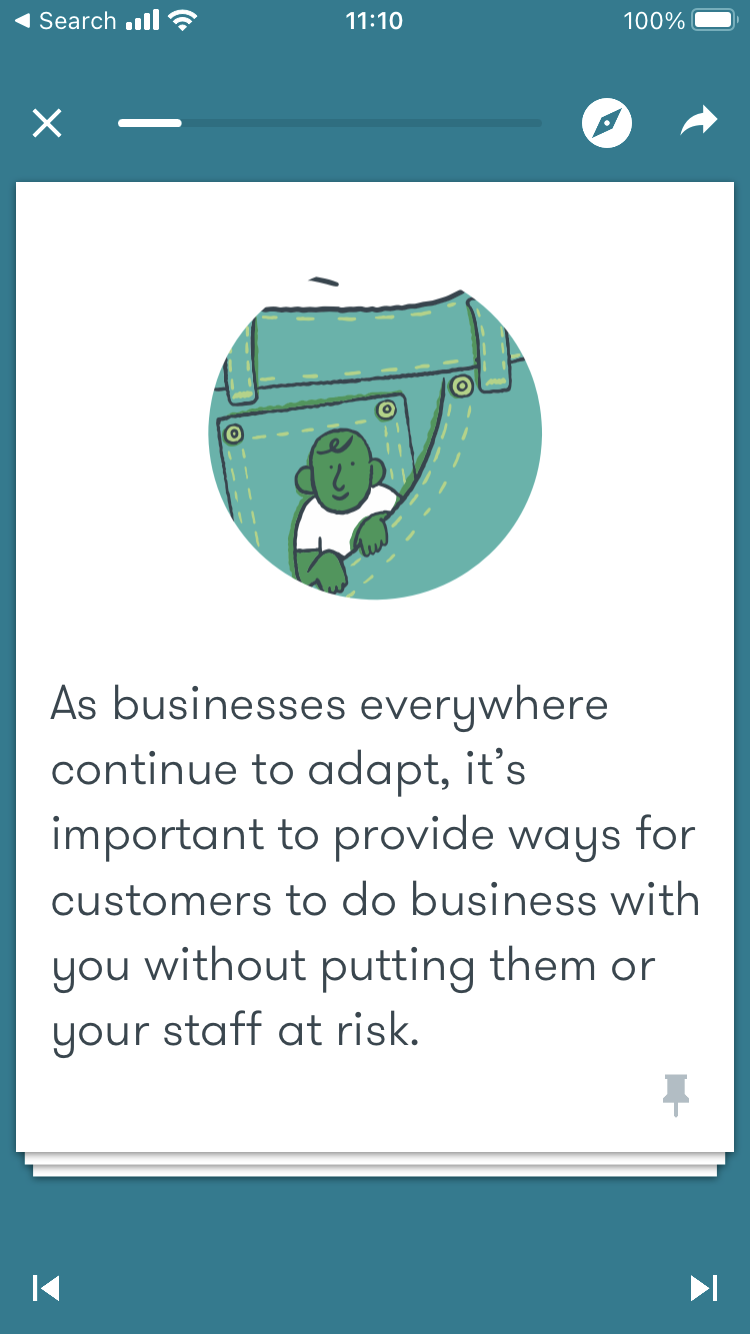 Search 11:10 100%
As businesses everywhere
continue to adapt, it’s
important to provide ways for
customers to do business with
you without putting them or
your staff at risk.